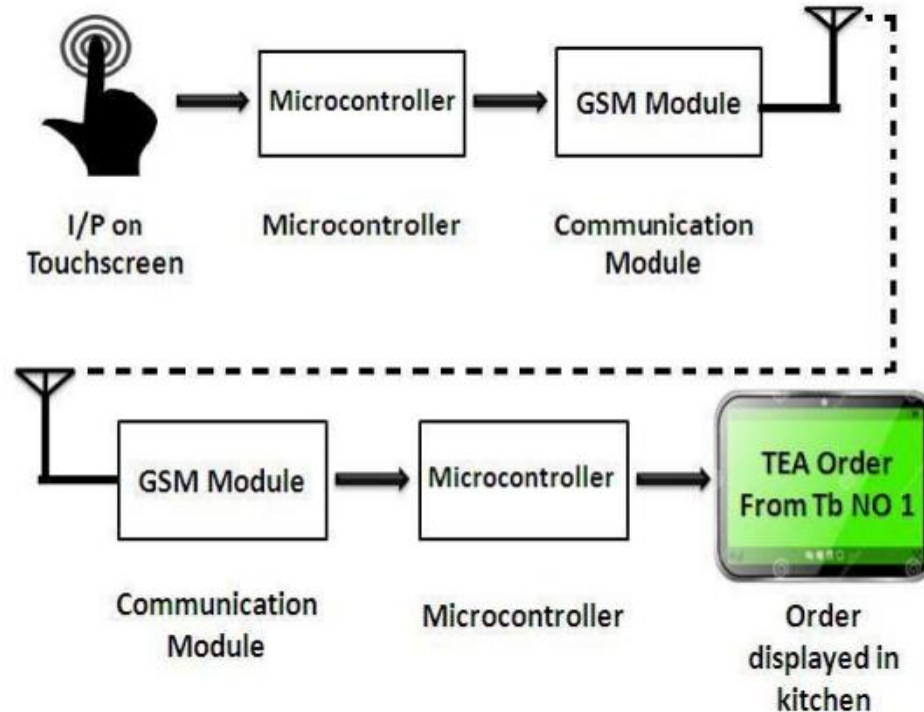 Microcontroller
GSM Module
I/P on
Touchscreen
Microcontroller
Communication
Module
GSM Module
Microcontroller
TEA Order
From Tb NO 1
Communication
Module
Microcontroller
Order
displayed in
kitchen